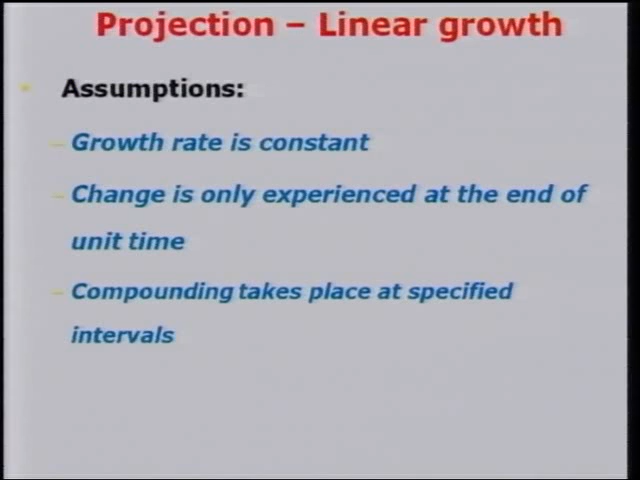 Projection – Linear growth
Assumptions:
– Growth rate is constant
– Change is only experienced at the end of
unit time
– Compounding takes place at specified
intervals